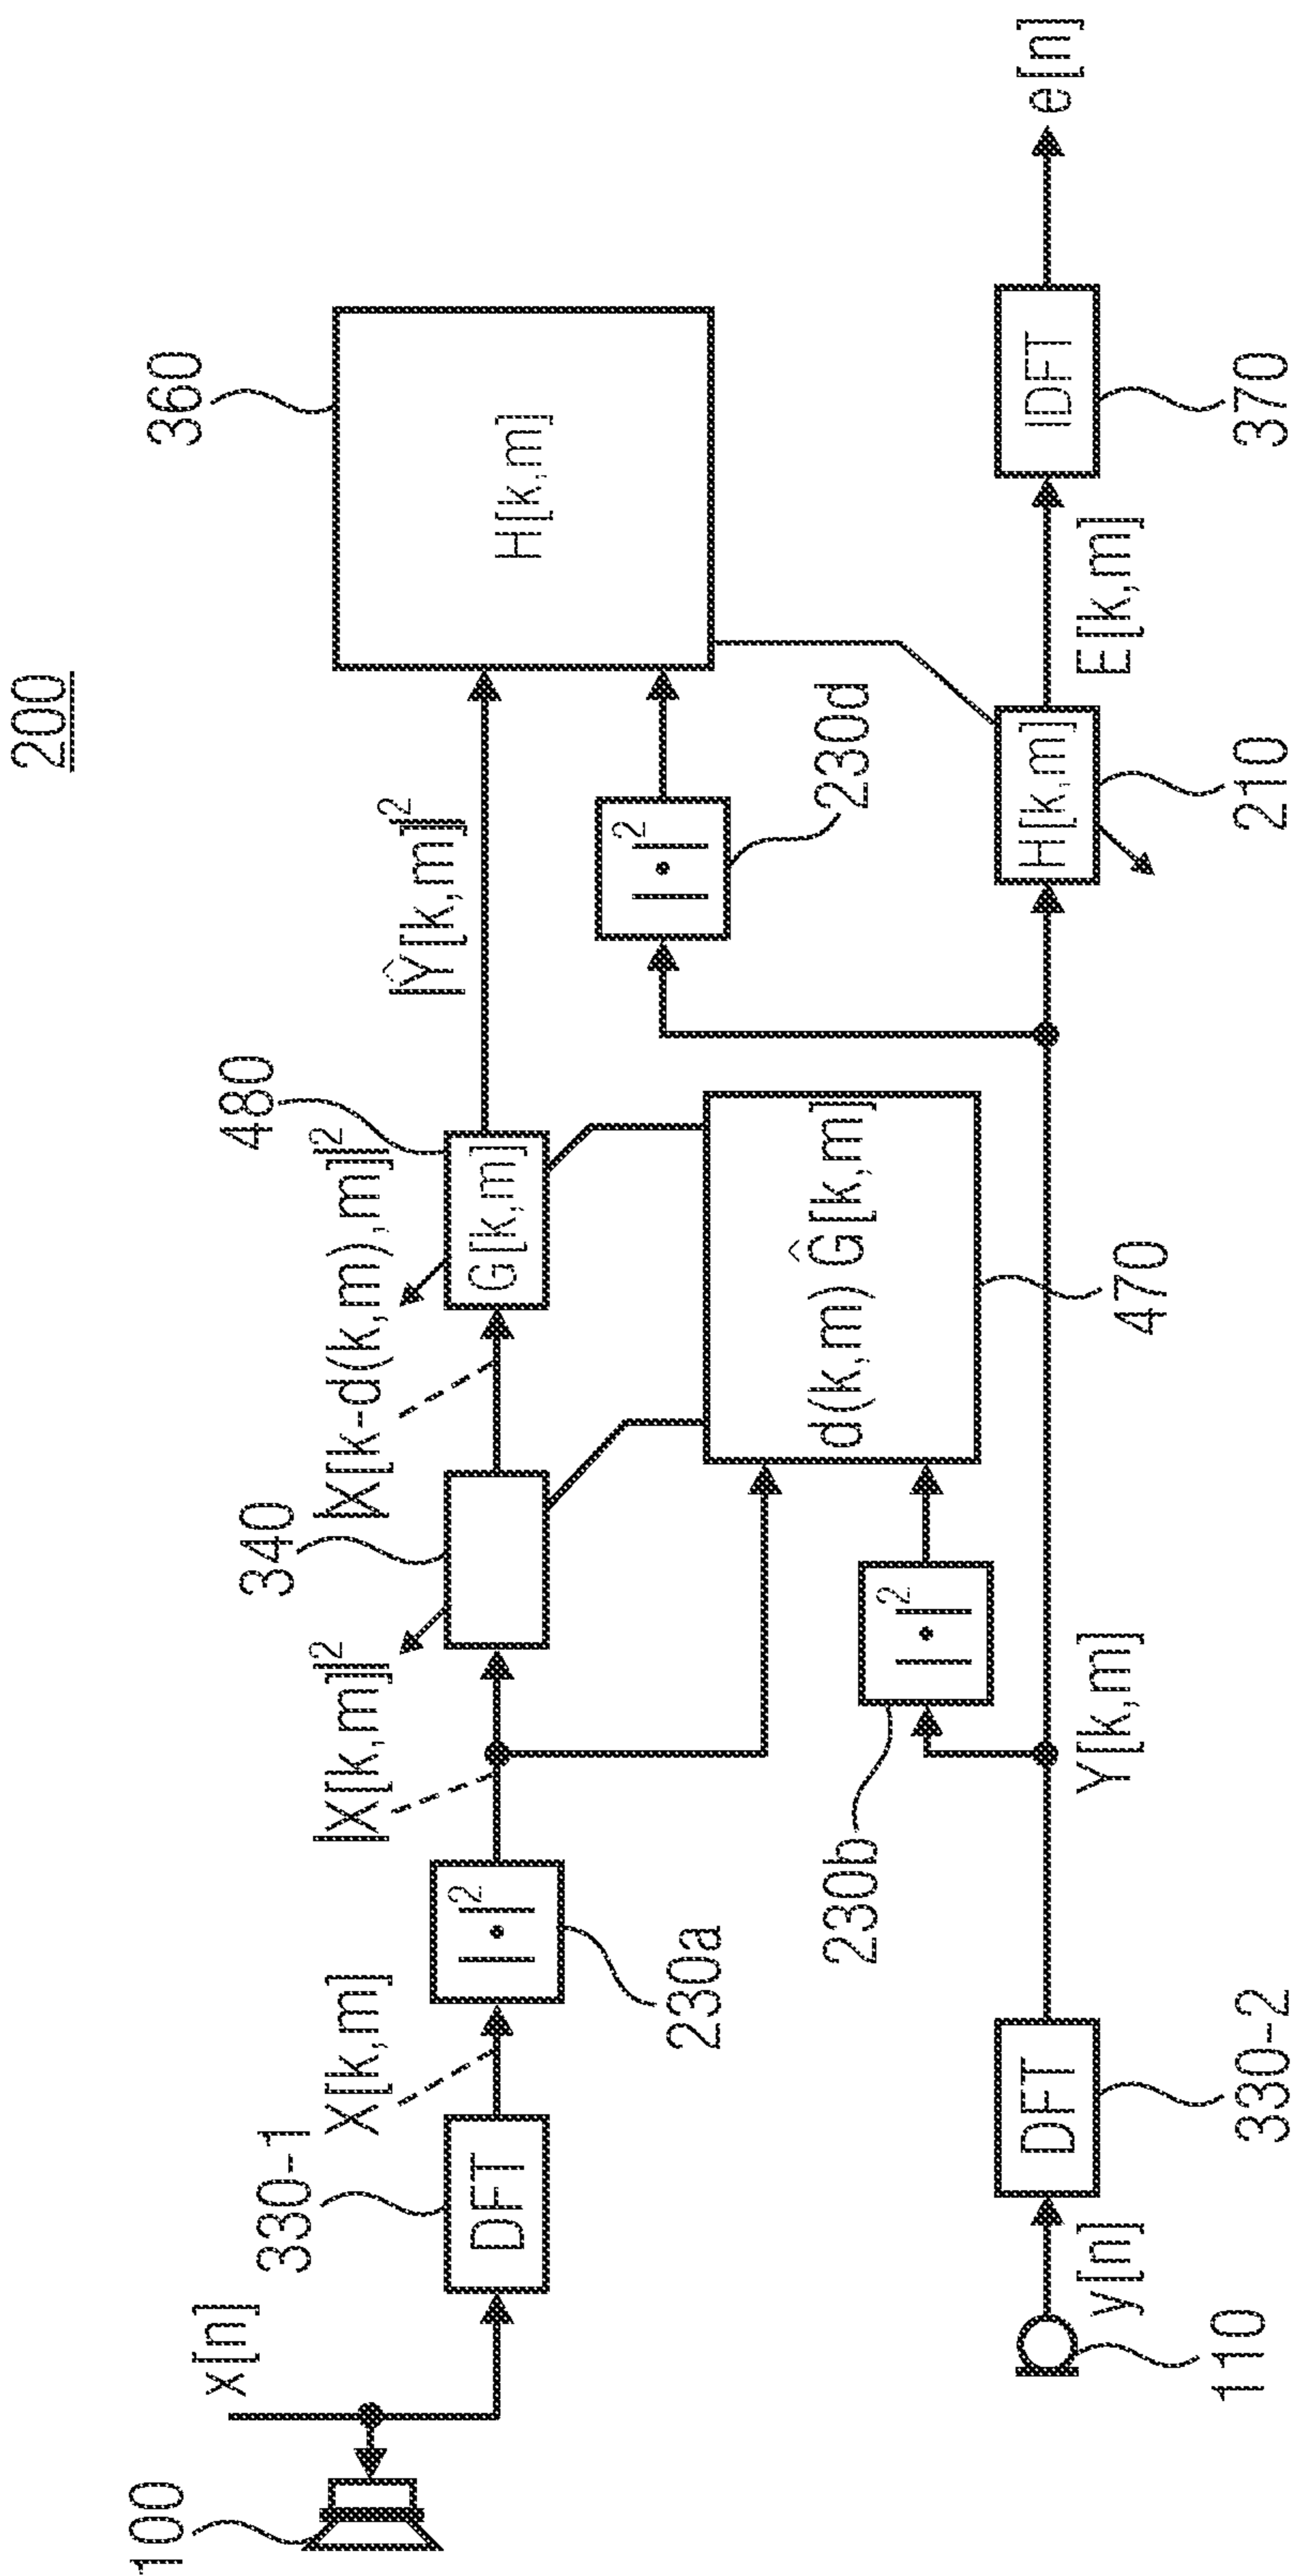 200
360
H[k,m]
|Ŷ[k,m]|²
480
|X[k-d(k,m),m]|²
G[k,m]
340
|X[k,m]|²
X[k,m]
|•|²
230a
330-1
DFT
x[n]
100
|•|²
230d
d(k,m) Ĝ[k,m]
470
|•|²
230b
110
y[n]
DFT
330-2
Y[k,m]
H[k,m]
210
E[k,m]
IDFT
370
e[n]